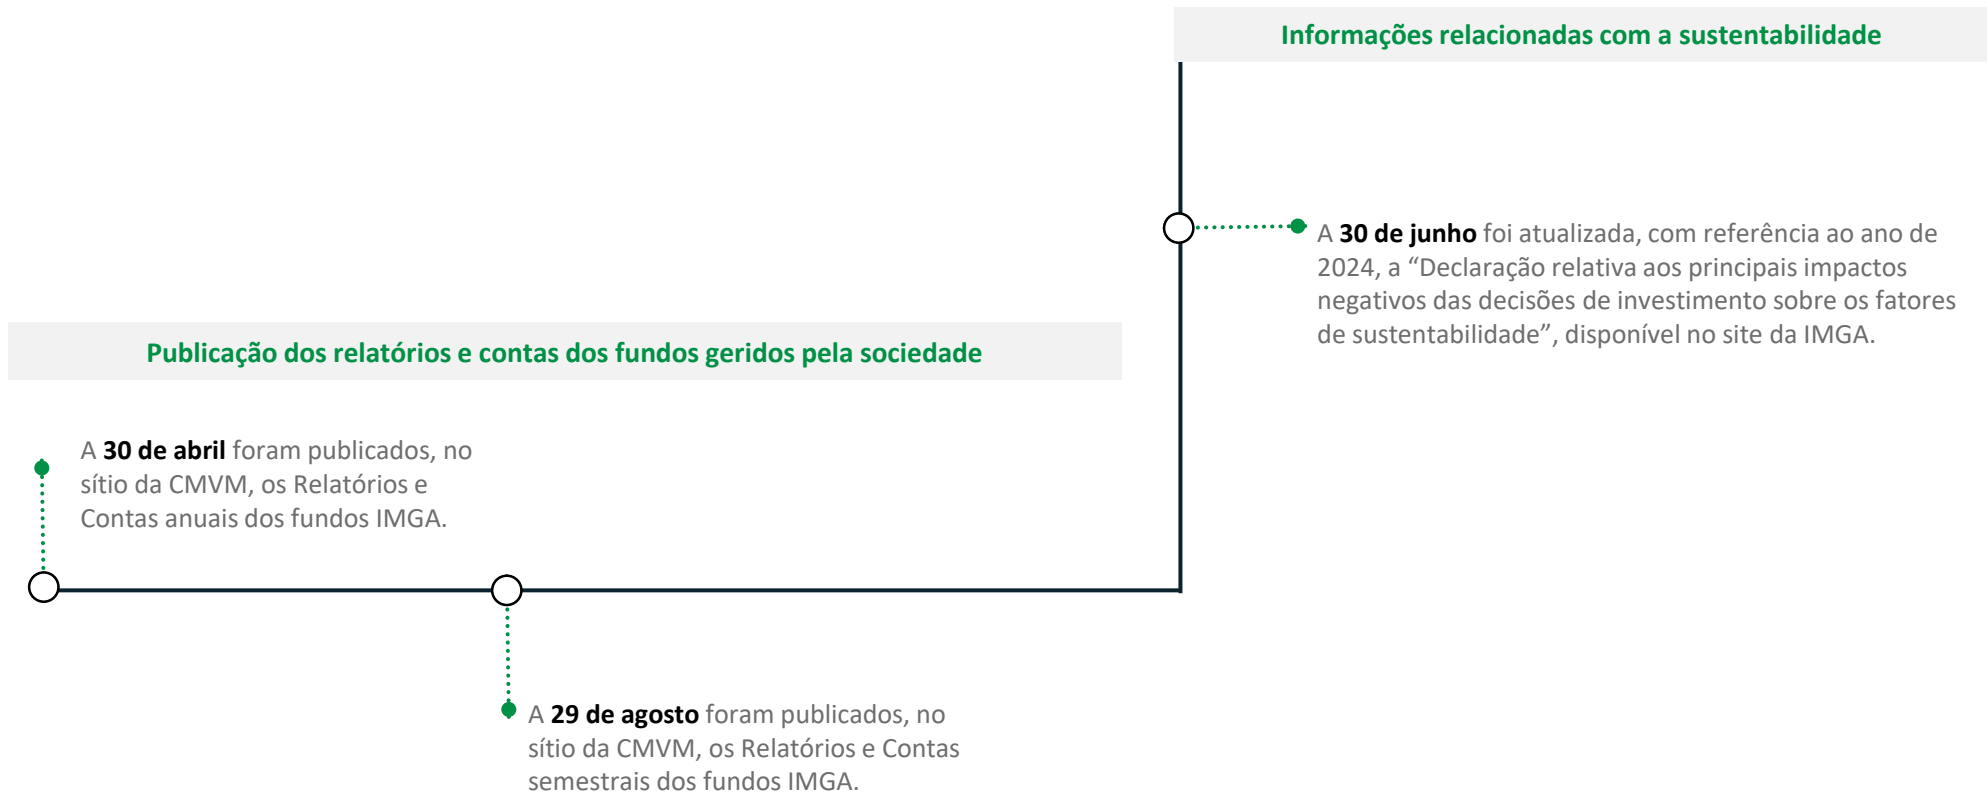 Informações relacionadas com a sustentabilidade
A 30 de junho foi atualizada, com referência ao ano de
2024, a “Declaração relativa aos principais impactos
negativos das decisões de investimento sobre os fatores
de sustentabilidade”, disponível no site da IMGA.
Publicação dos relatórios e contas dos fundos geridos pela sociedade
A 30 de abril foram publicados, no
sítio da CMVM, os Relatórios e
Contas anuais dos fundos IMGA.
A 29 de agosto foram publicados, no
sítio da CMVM, os Relatórios e Contas
semestrais dos fundos IMGA.